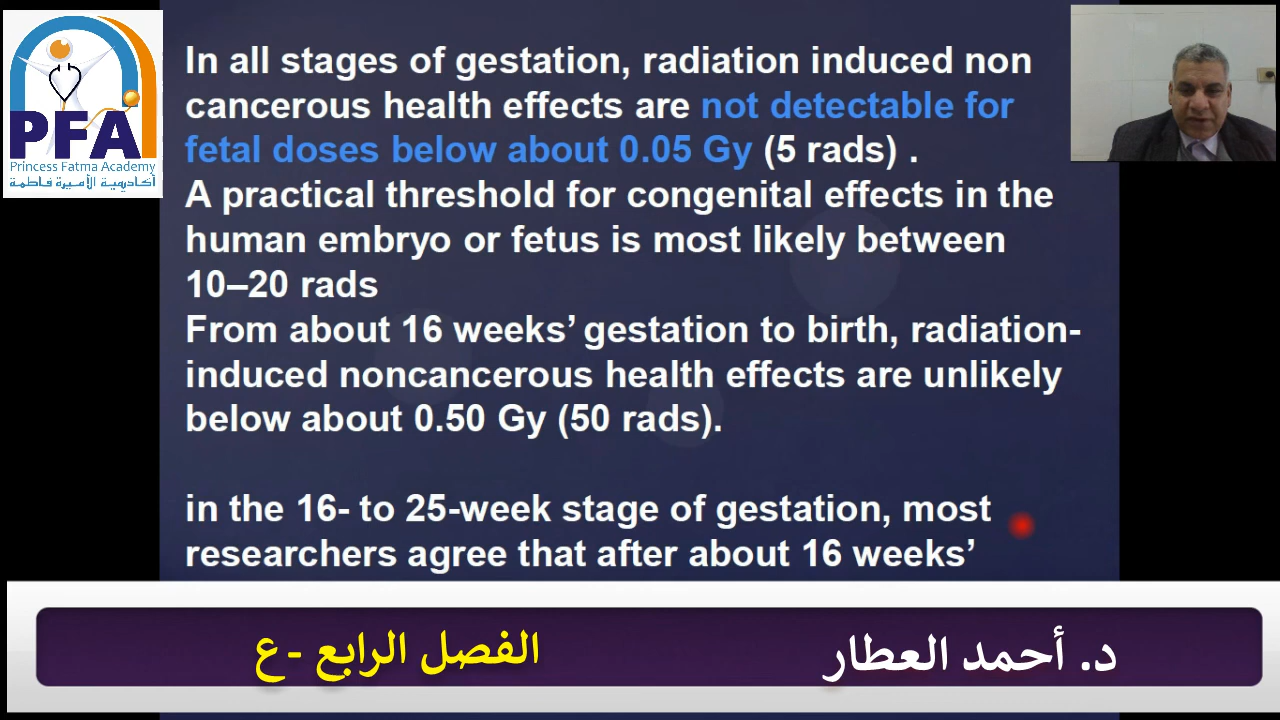 PFA
Princess Fatma Academy
أكاديمية الأميرة فاطمة
In all stages of gestation, radiation induced non
cancerous health effects are not detectable for
fetal doses below about 0.05 Gy (5 rads) .
A practical threshold for congenital effects in the
human embryo or fetus is most likely between
10–20 rads
From about 16 weeks’ gestation to birth, radiation-
induced noncancerous health effects are unlikely
below about 0.50 Gy (50 rads).
in the 16- to 25-week stage of gestation, most
researchers agree that after about 16 weeks’
د. أحمد العطار
الفصل الرابع - ع